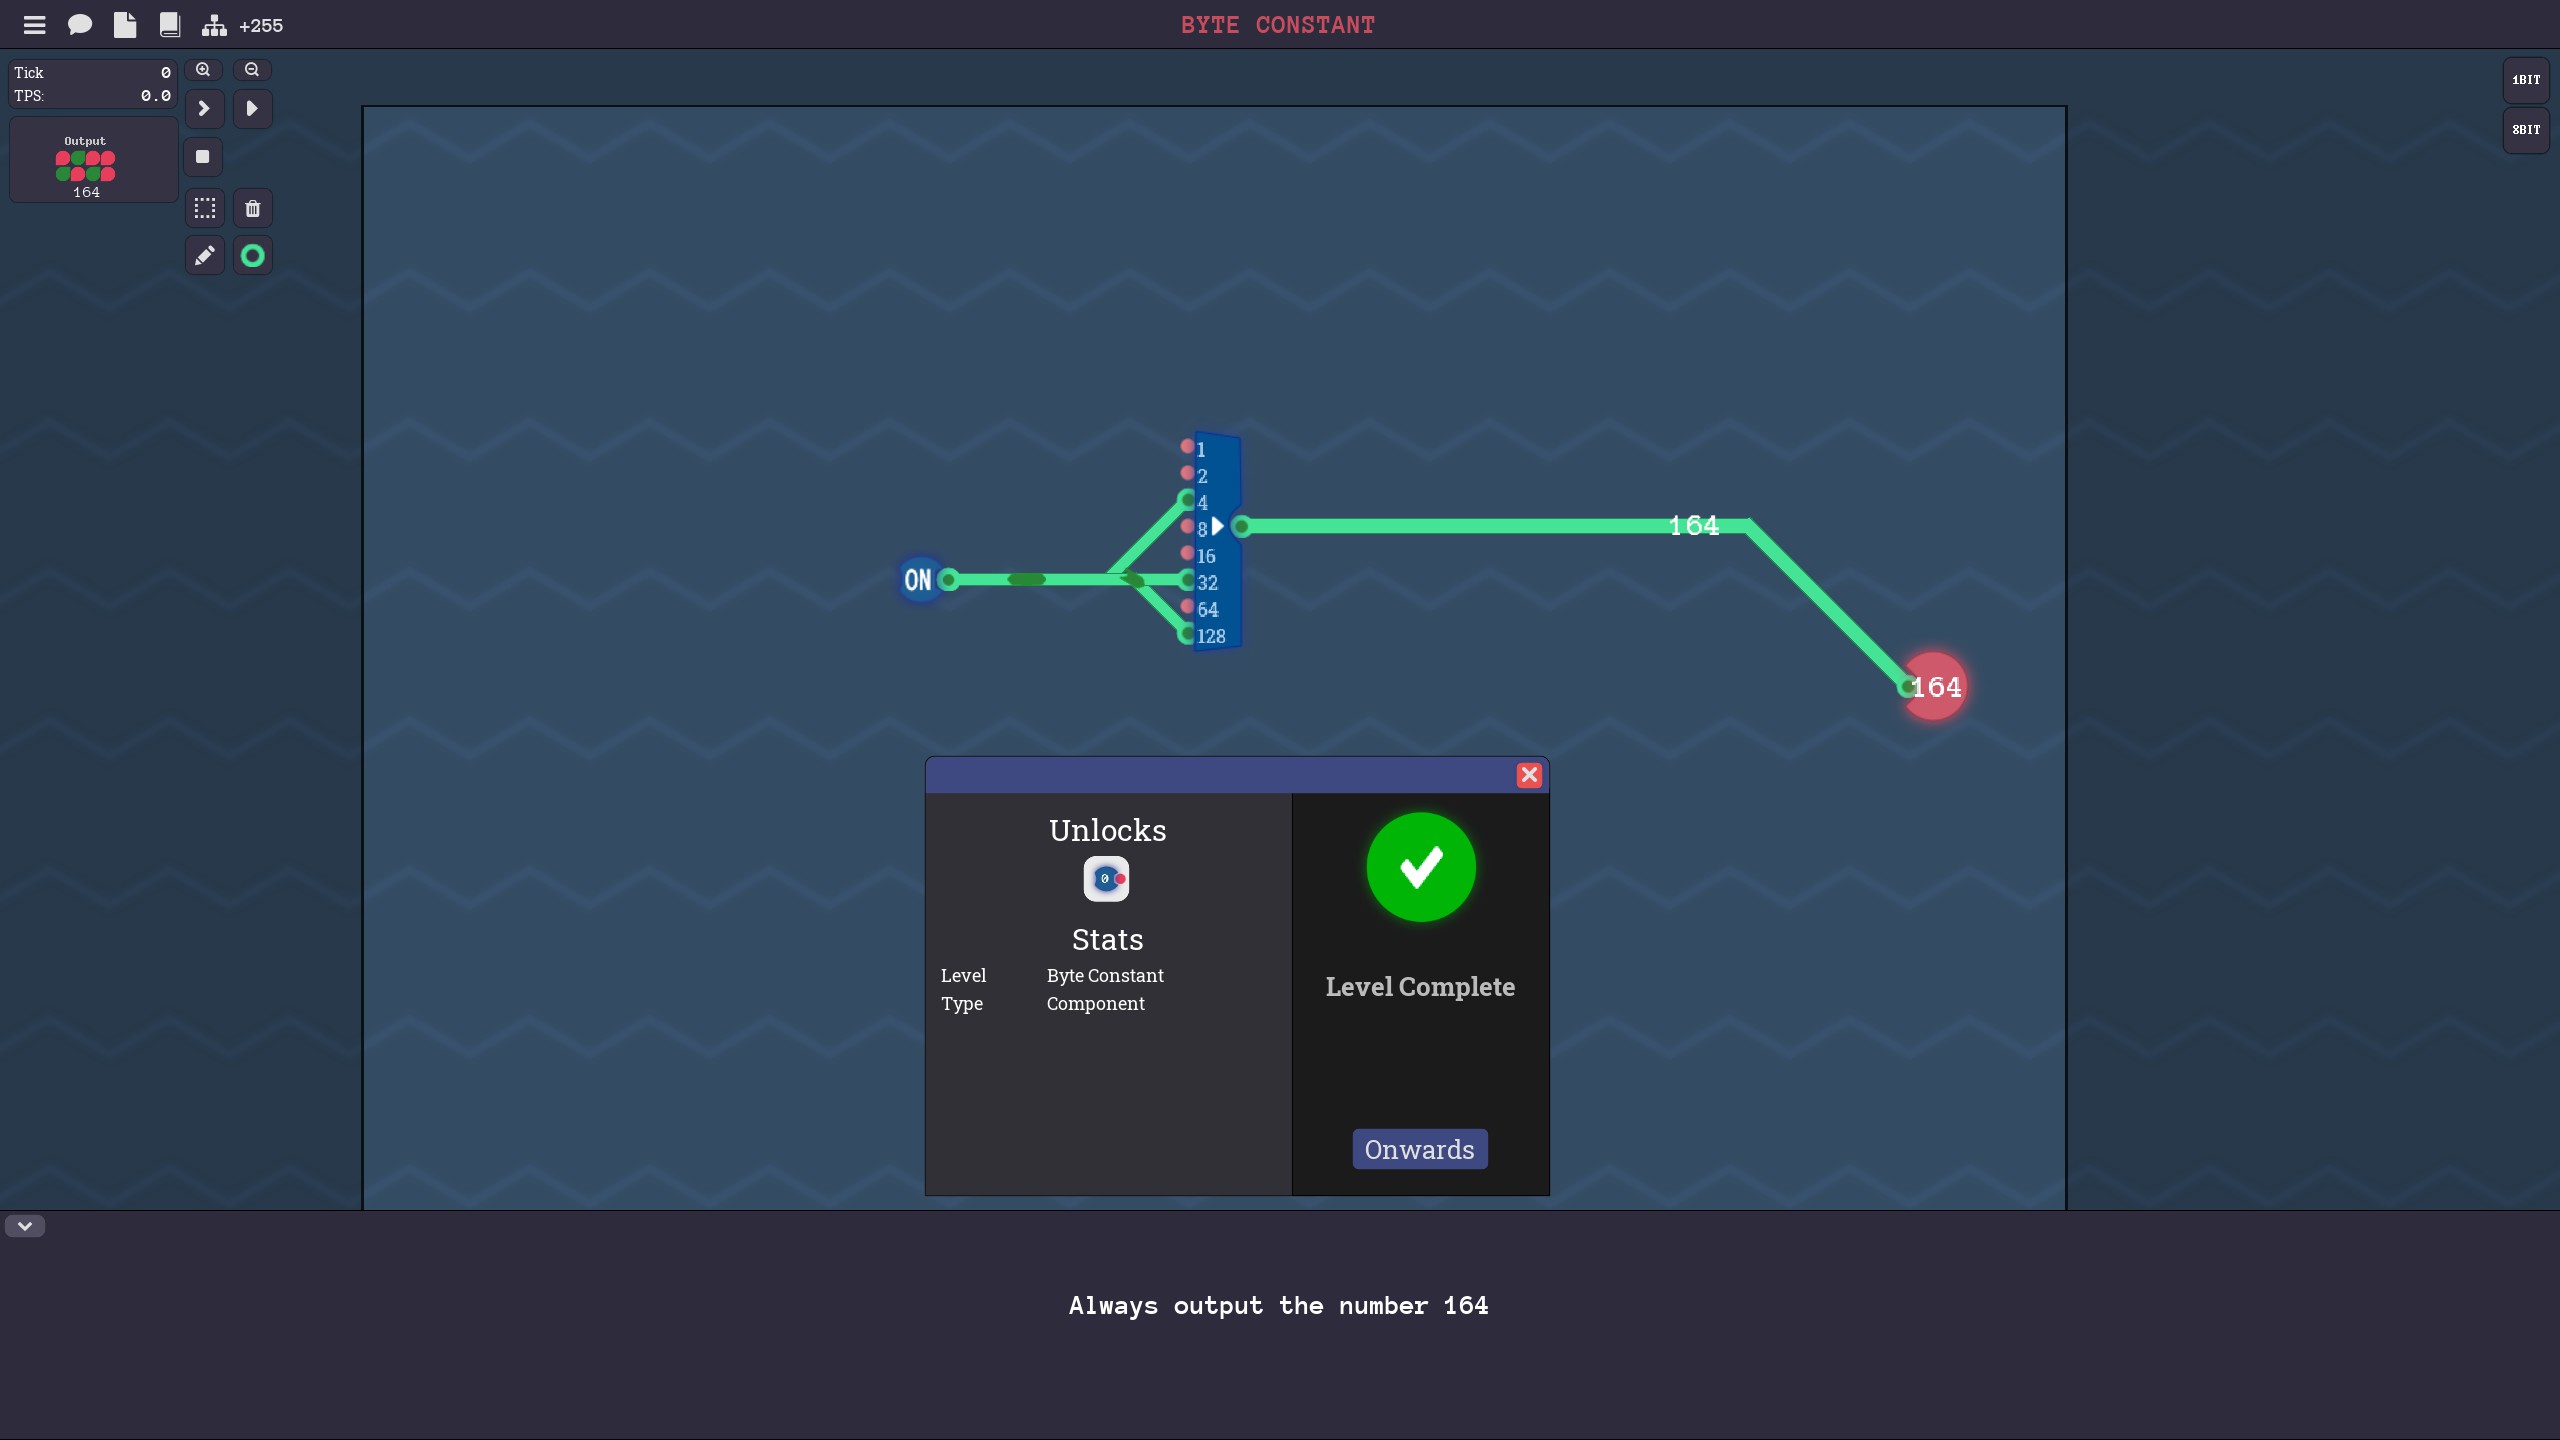 +255
BYTE CONSTANT
Tick 0
TPS: 0.0
1BIT
8BIT
Output
164
1
2
4
8
16
32
64
128
ON
164
164
Unlocks
0
Stats
Level Byte Constant
Type Component
Level Complete
Onwards
Always output the number 164